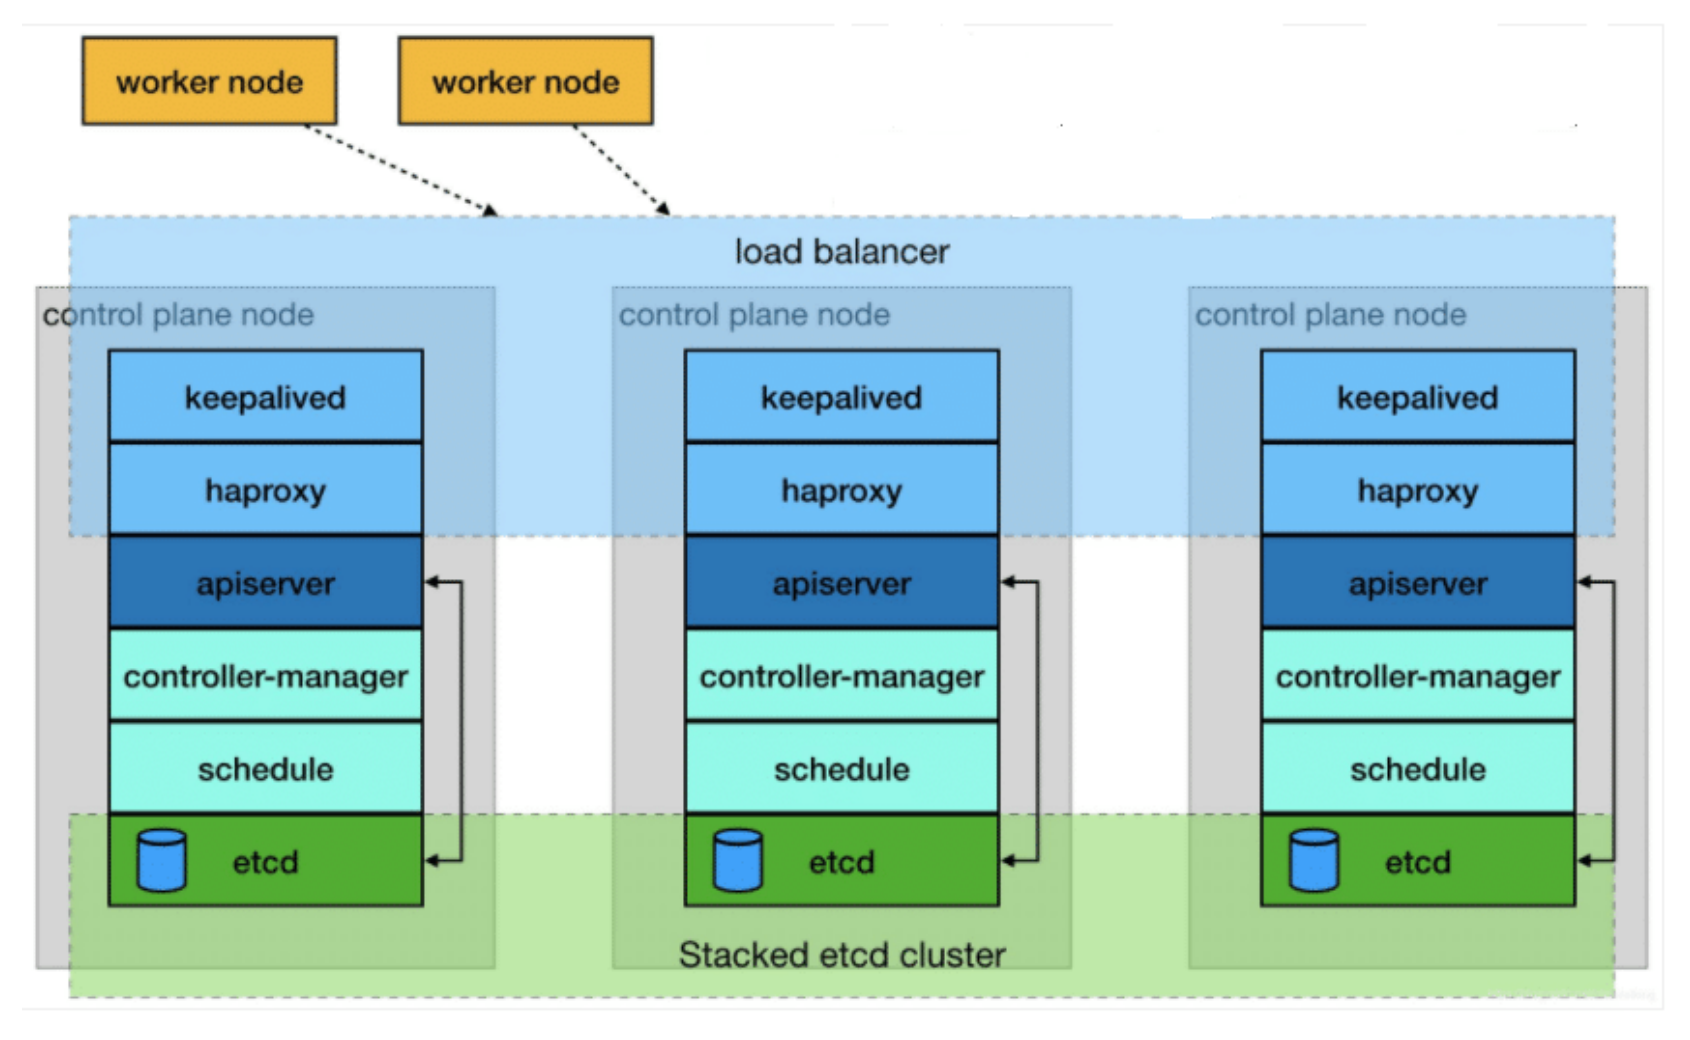 worker node
worker node
load balancer
control plane node
control plane node
control plane node
keepalived
keepalived
keepalived
haproxy
haproxy
haproxy
apiserver
apiserver
apiserver
controller-manager
controller-manager
controller-manager
schedule
schedule
schedule
etcd
etcd
etcd
Stacked etcd cluster